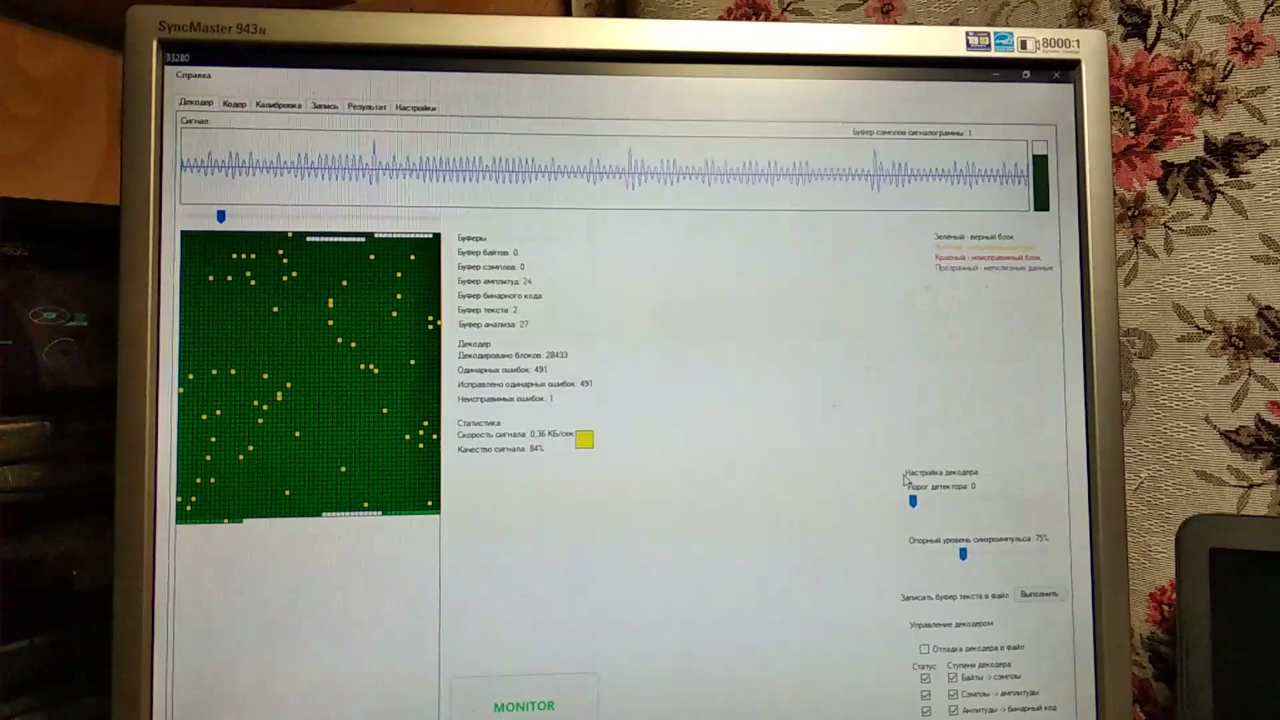 SyncMaster 943N
8000:1
33280
Справка
Декодер Кодер Калибровка Запись Результат Настройки
Сигнал:
Буфер сэмплов сигналограммы: 1
Буферы
Буфер байтов: 0
Буфер сэмплов: 0
Буфер амплитуд: 24
Буфер бинарного кода
Буфер текста: 2
Буфер анализа: 27
Декодер
Декодировано блоков: 28433
Одинарных ошибок: 491
Исправлено одинарных ошибок: 491
Неисправимых ошибок: 1
Статистика
Скорость сигнала: 0,36 КБ/сек
Качество сигнала: 84%
MONITOR
Зеленый - верный блок
Красный - неисправимый блок
Прозрачный - неполезные данные
Настройка декодера
Порог детектора: 0
Опорный уровень синхроимпульса: 75%
Записать буфер текста в файл Выполнить
Управление декодером
Отладка декодера в файл
Статус: Ступени декодера
Байты -> сэмплы
Сэмплы -> амплитуды
Амлитуды -> бинарный код